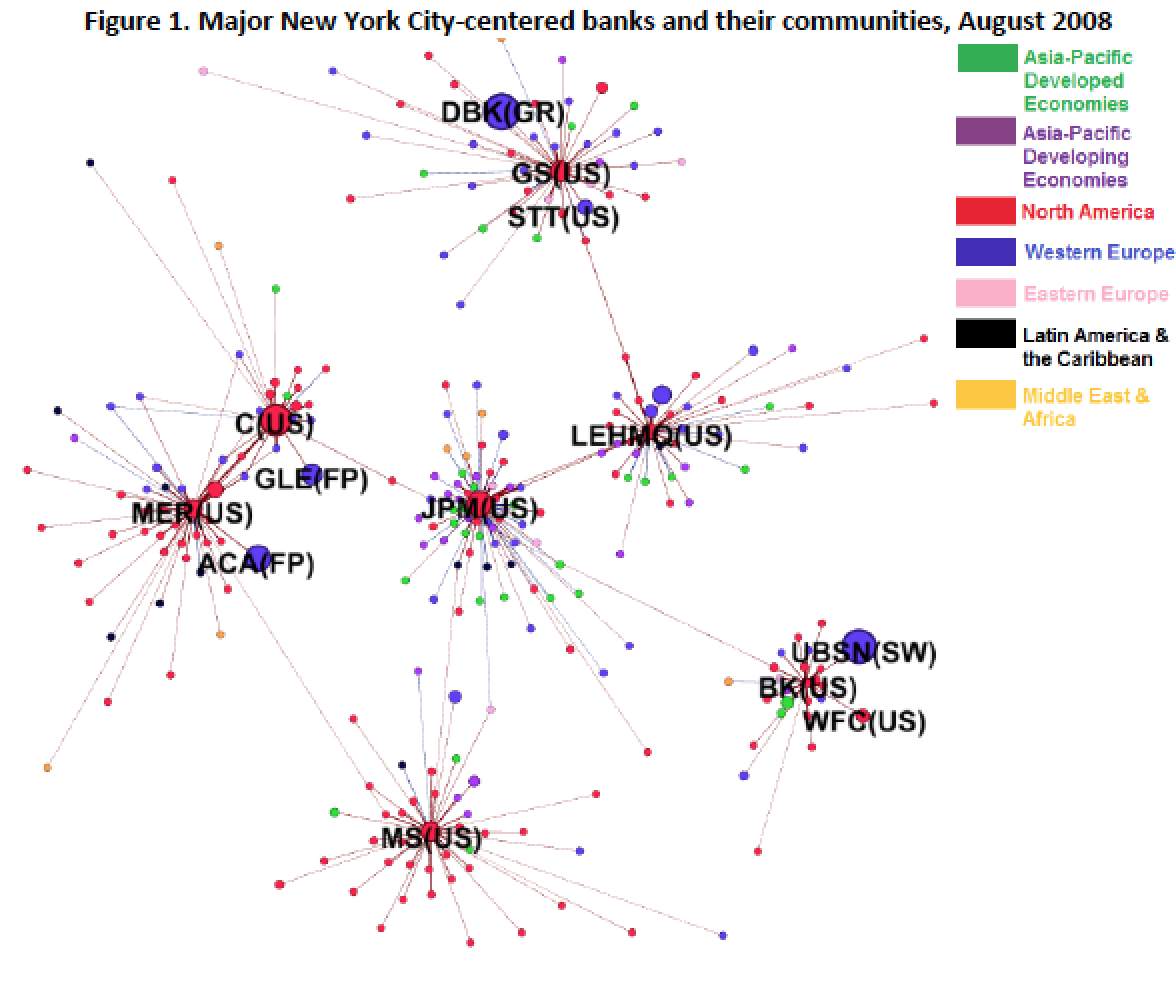 Figure 1. Major New York City-centered banks and their communities, August 2008
Asia-Pacific
Developed
Economies
Asia-Pacific
Developing
Economies
North America
Western Europe
Eastern Europe
Latin America &
the Caribbean
Middle East &
Africa
DBK(GR)
GS(US)
STT(US)
C(US)
LEHMQ(US)
GLE(FP)
MER(US)
JPM(US)
ACA(FP)
UBSN(SW)
BK(US)
WFC(US)
MS(US)